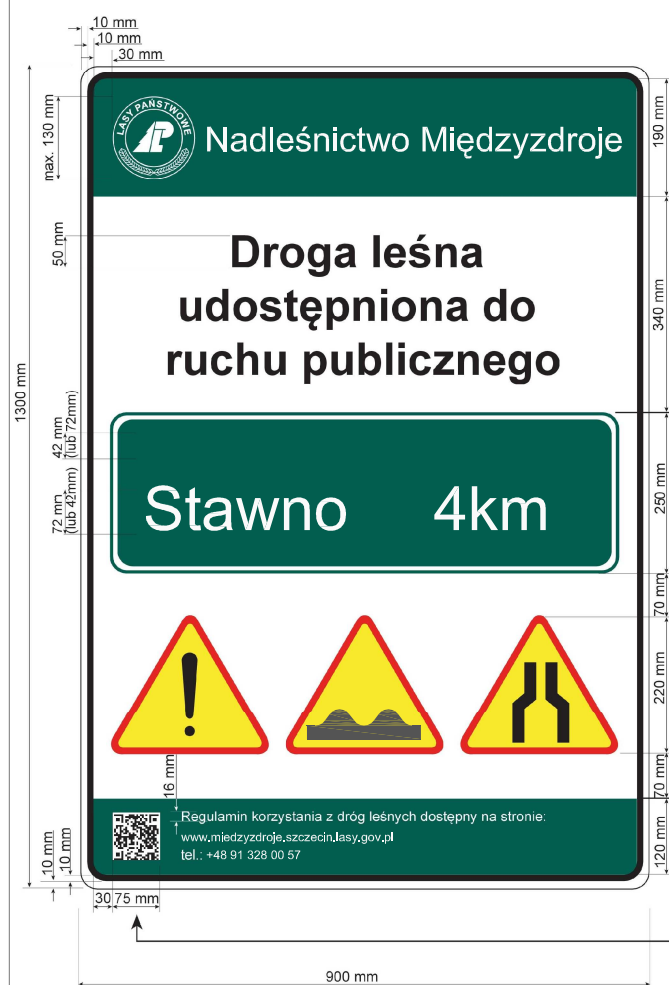 10 mm
10 mm
30 mm
1300 mm
max. 130 mm
LASY PAŃSTWOWE
Nadleśnictwo Międzyzdroje
190 mm
50 mm
Droga leśna
udostępniona do
ruchu publicznego
340 mm
42 mm
(lub 72mm)
72 mm
(lub 42mm)
Stawno 4km
250 mm
70 mm
220 mm
70 mm
16 mm
Regulamin korzystania z dróg leśnych dostępny na stronie:
www.miedzyzdroje.szczecin.lasy.gov.pl
tel.: +48 91 328 00 57
120 mm
10 mm
10 mm
30 75 mm
900 mm